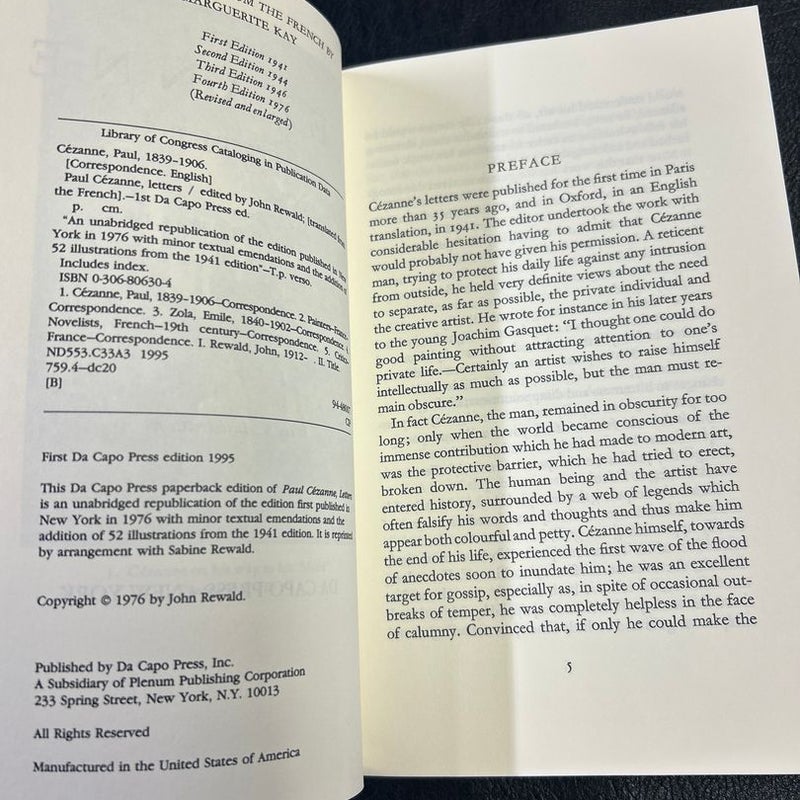 OM THE FRENCH BY
MARGUERITE KAY
First Edition 1941
Second Edition 1944
Third Edition 1946
Fourth Edition 1976
(Revised and enlarged)
Library of Congress Cataloging in Publication Data
Cézanne, Paul, 1839-1906.
[Correspondence. English]
Paul Cézanne, letters / edited by John Rewald; [translated from
the French].—1st Da Capo Press ed.
p. cm.
"An unabridged republication of the edition published in New
York in 1976 with minor textual emendations and the addition of
52 illustrations from the 1941 edition"—T.p. verso.
Includes index.
ISBN 0-306-80630-4
1. Cézanne, Paul, 1839-1906—Correspondence. 2. Painters—France—
Correspondence. 3. Zola, Emile, 1840-1902—Correspondence. 4.
Novelists, French—19th century—Correspondence. 5. Critics—
France—Correspondence. I. Rewald, John, 1912- . II. Title.
ND553.C33A3 1995
759.4—dc20
[B]
CIP
First Da Capo Press edition 1995
This Da Capo Press paperback edition of Paul Cézanne, Letters
is an unabridged republication of the edition first published in
New York in 1976 with minor textual emendations and the
addition of 52 illustrations from the 1941 edition. It is reprinted
by arrangement with Sabine Rewald.
Copyright © 1976 by John Rewald.
Published by Da Capo Press, Inc.
A Subsidiary of Plenum Publishing Corporation
233 Spring Street, New York, N.Y. 10013
All Rights Reserved
Manufactured in the United States of America
PREFACE
Cézanne's letters were published for the first time in Paris
more than 35 years ago, and in Oxford, in an English
translation, in 1941. The editor undertook the work with
considerable hesitation having to admit that Cézanne
would probably not have given his permission. A reticent
man, trying to protect his daily life against any intrusion
from outside, he held very definite views about the need
to separate, as far as possible, the private individual and
the creative artist. He wrote for instance in his later years
to the young Joachim Gasquet: "I thought one could do
good painting without attracting attention to one's
private life.—Certainly an artist wishes to raise himself
intellectually as much as possible, but the man must re-
main obscure."
In fact Cézanne, the man, remained in obscurity for too
long; only when the world became conscious of the
immense contribution which he had made to modern art,
was the protective barrier, which he had tried to erect,
broken down. The human being and the artist have
entered history, surrounded by a web of legends which
often falsify his words and thoughts and thus make him
appear both colourful and petty. Cézanne himself, towards
the end of his life, experienced the first wave of the flood
of anecdotes soon to inundate him; he was an excellent
target for gossip, especially as, in spite of occasional out-
breaks of temper, he was completely helpless in the face
of calumny. Convinced that, if only he could make the
5